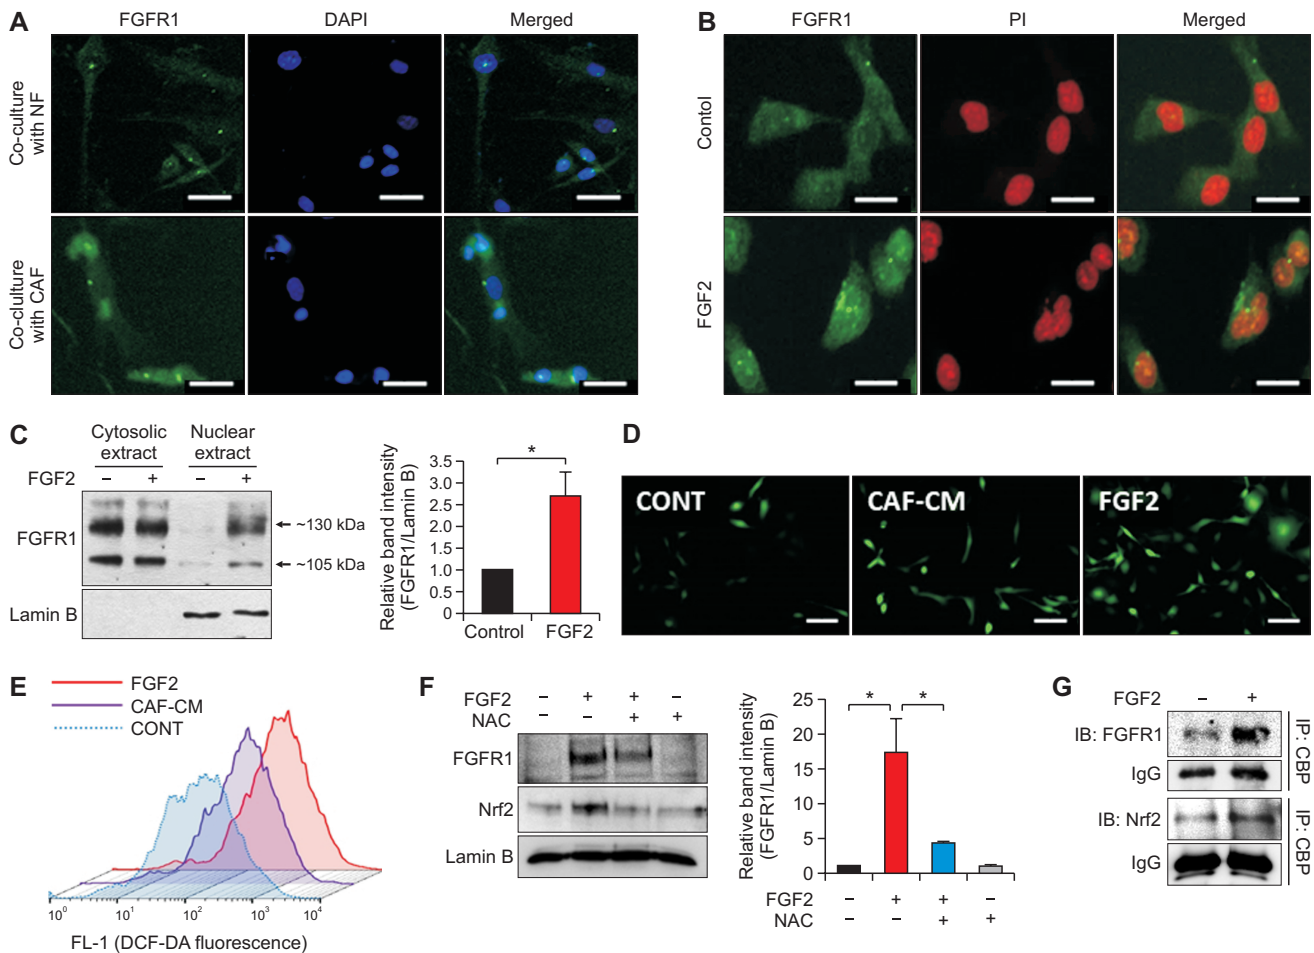 A
FGFR1
DAPI
Merged
Co-culture
with NF
Co-culture
with CAF
B
FGFR1
PI
Merged
Contol
FGF2
C
Cytosolic
extract
Nuclear
extract
FGF2
– + – +
FGFR1
~130 kDa
~105 kDa
Lamin B
Relative band intensity
(FGFR1/Lamin B)
3.5
3.0
2.5
2.0
1.5
1.0
0.5
0
*
Control
FGF2
D
CONT
CAF-CM
FGF2
E
FGF2
CAF-CM
CONT
10^0 10^1 10^2 10^3 10^4
FL-1 (DCF-DA fluorescence)
F
FGF2 – + + –
NAC – – + +
FGFR1
Nrf2
Lamin B
Relative band intensity
(FGFR1/Lamin B)
25
20
15
10
5
0
* *
FGF2 – + + –
NAC – – + +
G
FGF2 – +
IB: FGFR1
IgG
IP: CBP
IB: Nrf2
IgG
IP: CBP